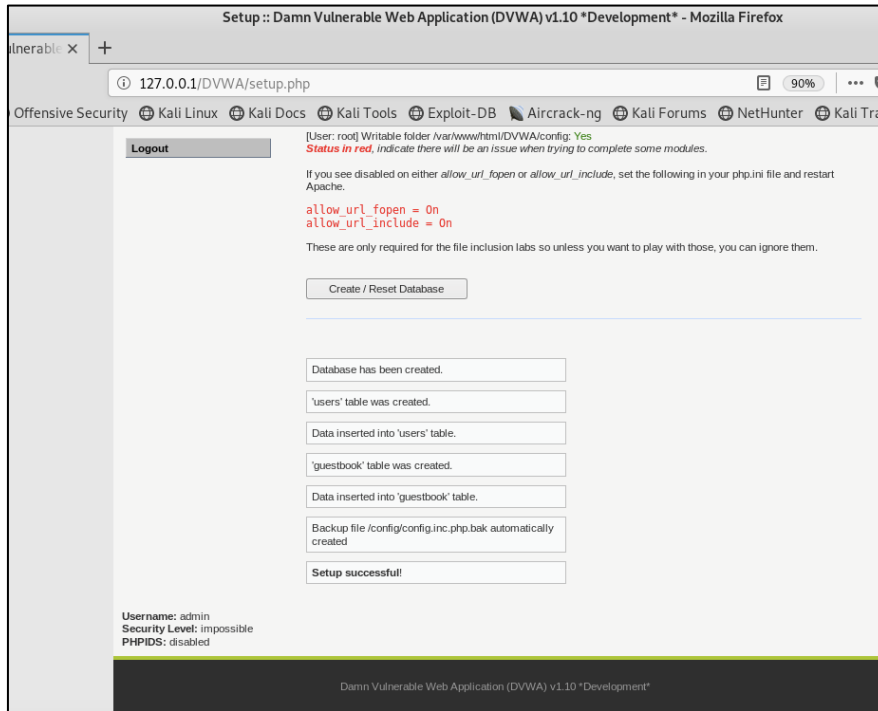 Setup :: Damn Vulnerable Web Application (DVWA) v1.10 *Development* - Mozilla Firefox
ulnerable × +
127.0.0.1/DVWA/setup.php 90% •••
Offensive Security Kali Linux Kali Docs Kali Tools Exploit-DB Aircrack-ng Kali Forums NetHunter Kali Tra
Logout
[User: root] Writable folder /var/www/html/DVWA/config: Yes
Status in red, indicate there will be an issue when trying to complete some modules.
If you see disabled on either allow_url_fopen or allow_url_include, set the following in your php.ini file and restart
Apache.
allow_url_fopen = On
allow_url_include = On
These are only required for the file inclusion labs so unless you want to play with those, you can ignore them.
Create / Reset Database
Database has been created.
'users' table was created.
Data inserted into 'users' table.
'guestbook' table was created.
Data inserted into 'guestbook' table.
Backup file /config/config.inc.php.bak automatically
created
Setup successful!
Username: admin
Security Level: impossible
PHPIDS: disabled
Damn Vulnerable Web Application (DVWA) v1.10 *Development*